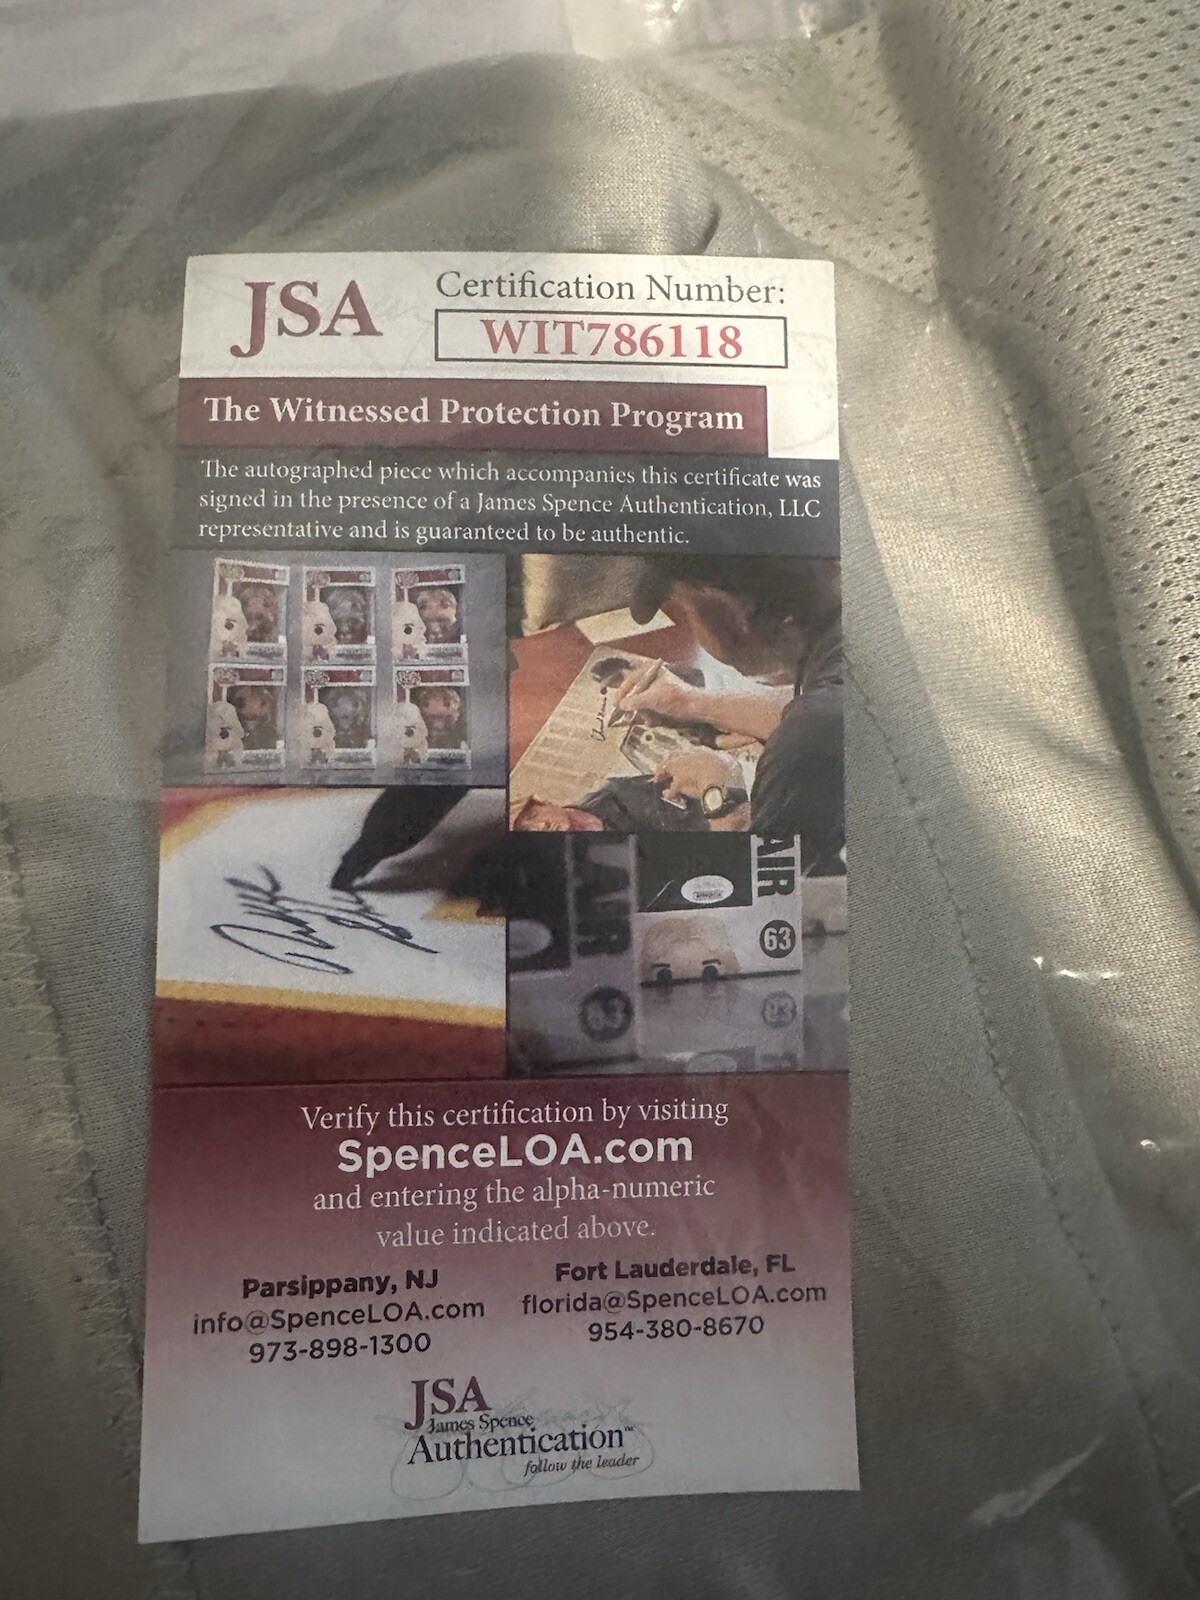 JSA
Certification Number:
WIT786118
The Witnessed Protection Program
The autographed piece which accompanies this certificate was
signed in the presence of a James Spence Authentication, LLC
representative and is guaranteed to be authentic.
AIR
63
63
Verify this certification by visiting
SpenceLOA.com
and entering the alpha-numeric
value indicated above.
Parsippany, NJ
info@SpenceLOA.com
973-898-1300
Fort Lauderdale, FL
florida@SpenceLOA.com
954-380-8670
JSA
James Spence
Authentication™
follow the leader